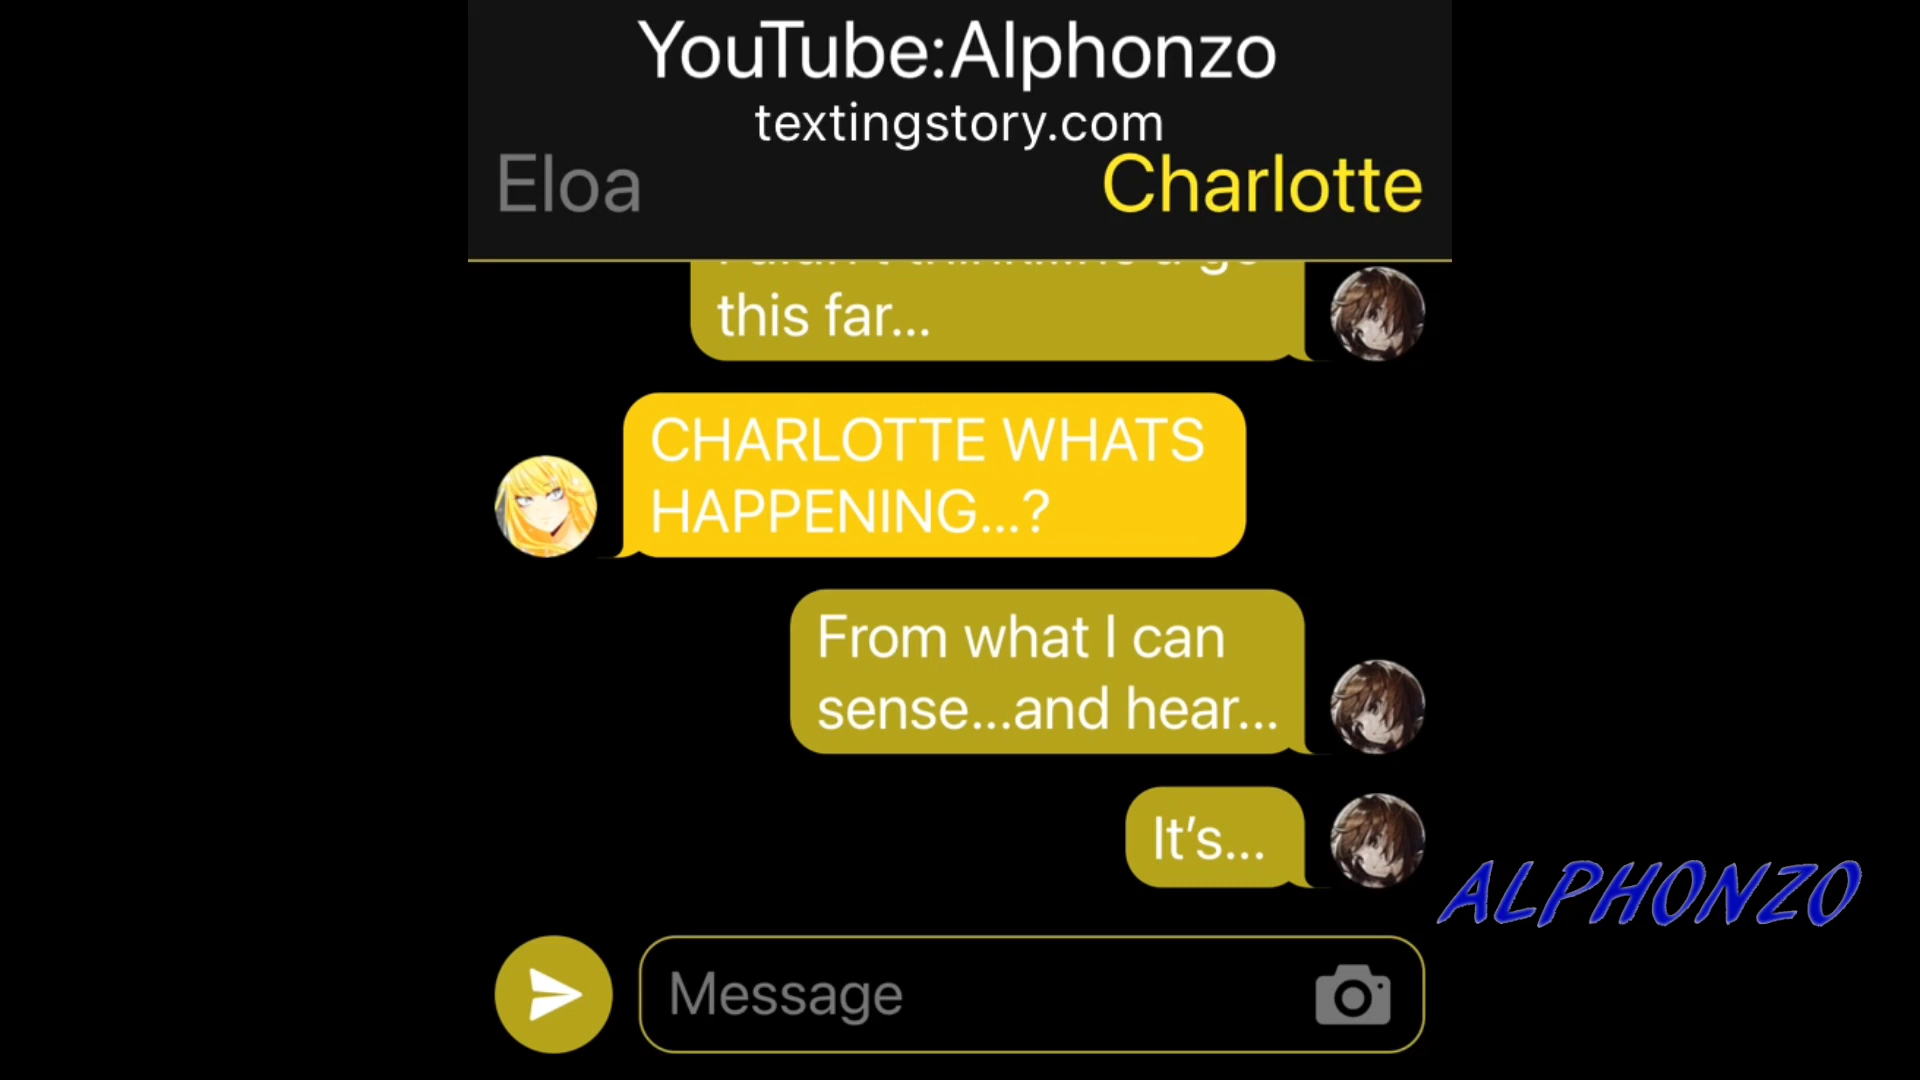 YouTube:Alphonzo
textingstory.com
Eloa
Charlotte
this far...
CHARLOTTE WHATS
HAPPENING...?
From what I can
sense...and hear...
It’s...
ALPHONZO
Message